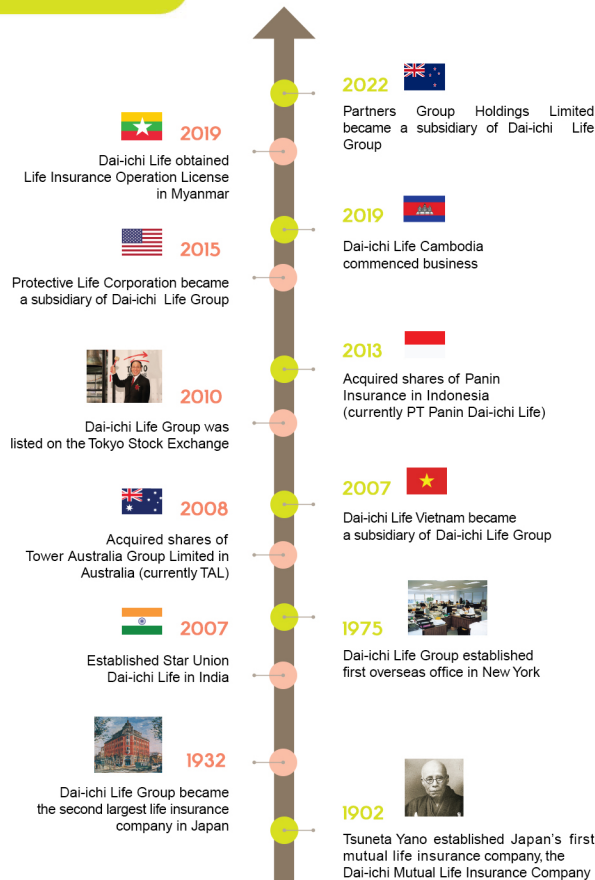 2022
Partners Group Holdings Limited
became a subsidiary of Dai-ichi Life
Group
2019
Dai-ichi Life obtained
Life Insurance Operation License
in Myanmar
2019
Dai-ichi Life Cambodia
commenced business
2015
Protective Life Corporation became
a subsidiary of Dai-ichi Life Group
2013
Acquired shares of Panin
Insurance in Indonesia
(currently PT Panin Dai-ichi Life)
2010
Dai-ichi Life Group was
listed on the Tokyo Stock Exchange
2007
Dai-ichi Life Vietnam became
a subsidiary of Dai-ichi Life Group
2008
Acquired shares of
Tower Australia Group Limited in
Australia (currently TAL)
1975
Dai-ichi Life Group established
first overseas office in New York
2007
Established Star Union
Dai-ichi Life in India
1932
Dai-ichi Life Group became
the second largest life insurance
company in Japan
1902
Tsuneta Yano established Japan's first
mutual life insurance company, the
Dai-ichi Mutual Life Insurance Company